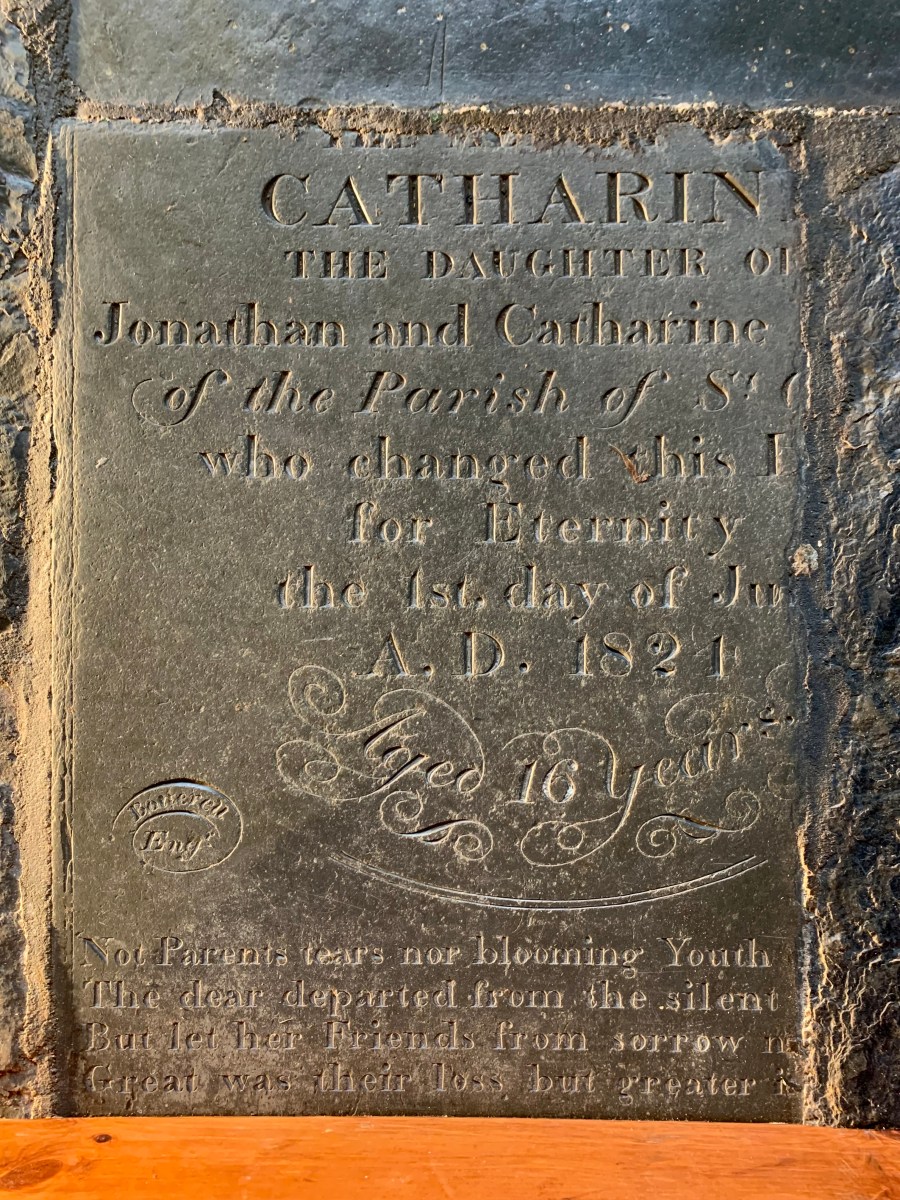 CATHARIN
THE DAUGHTER OF
Jonathan and Catharine
of the Parish of St
who changed this
for Eternity
the 1st. day of
A. D. 1821
Aged 16 Years.
Engr.
Not Parents tears nor blooming Youth
The dear departed from the silent
But let her Friends from sorrow
Great was their loss but greater